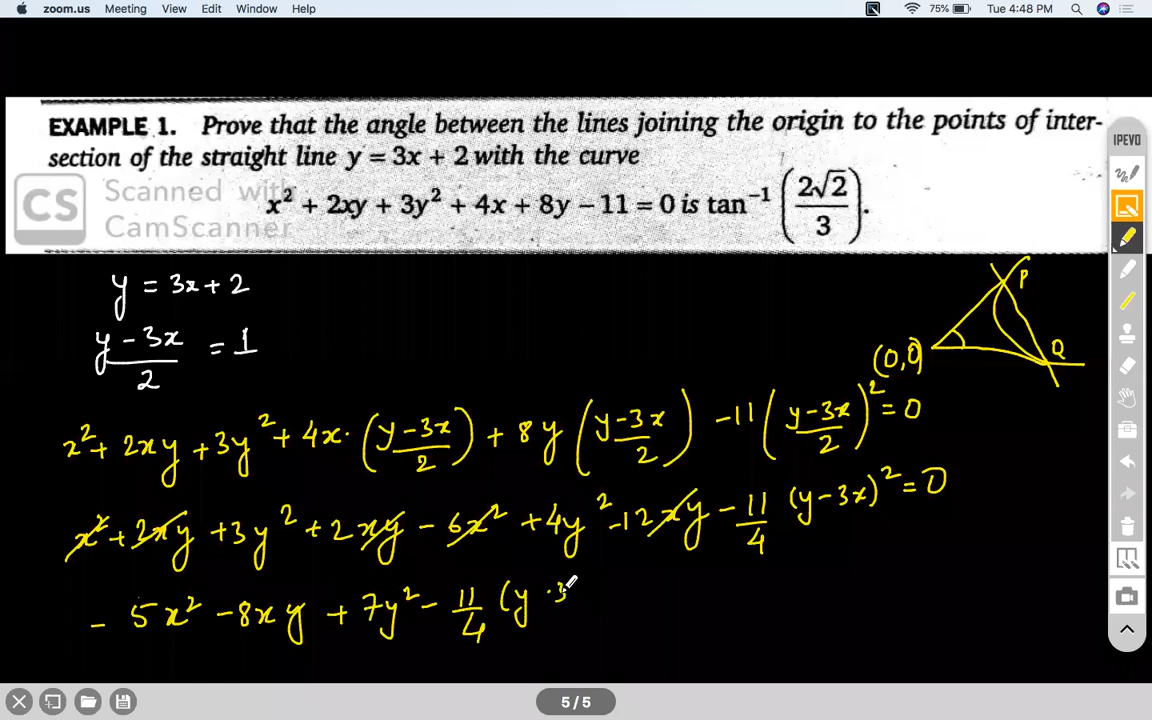 zoom.us Meeting View Edit Window Help 75% Tue 4:48 PM
EXAMPLE 1. Prove that the angle between the lines joining the origin to the points of inter-
section of the straight line y = 3x + 2 with the curve
CS Scanned with
x² + 2xy + 3y² + 4x + 8y − 11 = 0 is tan⁻¹ (2√2/3).
CamScanner
IPEVO
y = 3x + 2
(y − 3x)/2 = 1
P
Q
(0,0)
x² + 2xy + 3y² + 4x · ((y−3x)/2) + 8y ((y−3x)/2) − 11 ((y−3x)/2)² = 0
x² + 2xy + 3y² + 2xy − 6x² + 4y² − 12xy − 11/4 (y − 3x)² = 0
− 5x² − 8xy + 7y² − 11/4 (y · 3
5 / 5